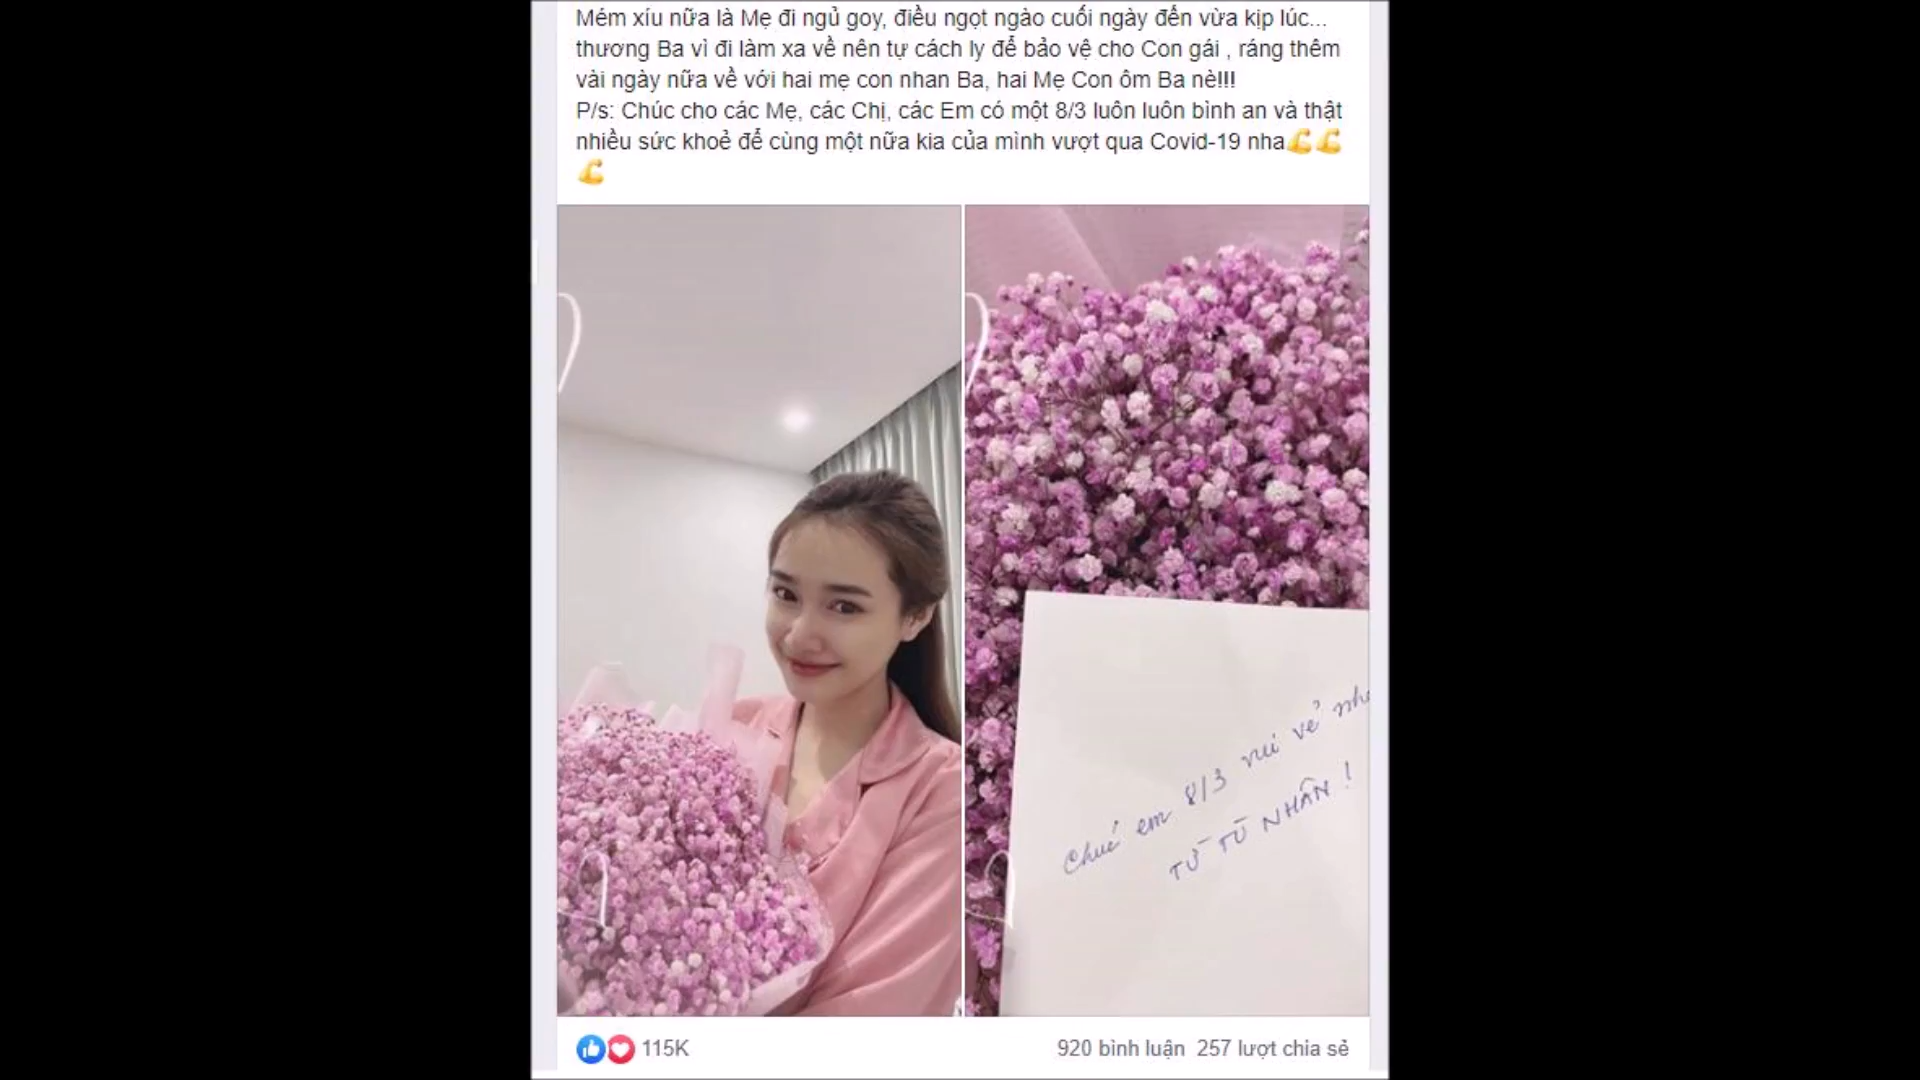 Mém xíu nữa là Mẹ đi ngủ goy, điều ngọt ngào cuối ngày đến vừa kịp lúc...
thương Ba vì đi làm xa về nên tự cách ly để bảo vệ cho Con gái , ráng thêm
vài ngày nữa về với hai mẹ con nhan Ba, hai Mẹ Con ôm Ba nè!!!
P/s: Chúc cho các Mẹ, các Chị, các Em có một 8/3 luôn luôn bình an và thật
nhiều sức khoẻ để cùng một nữa kia của mình vượt qua Covid-19 nha💪💪
💪
Chúc em 8/3 vui vẻ
TỪ TÚ NHÂN!
115K
920 bình luận 257 lượt chia sẻ